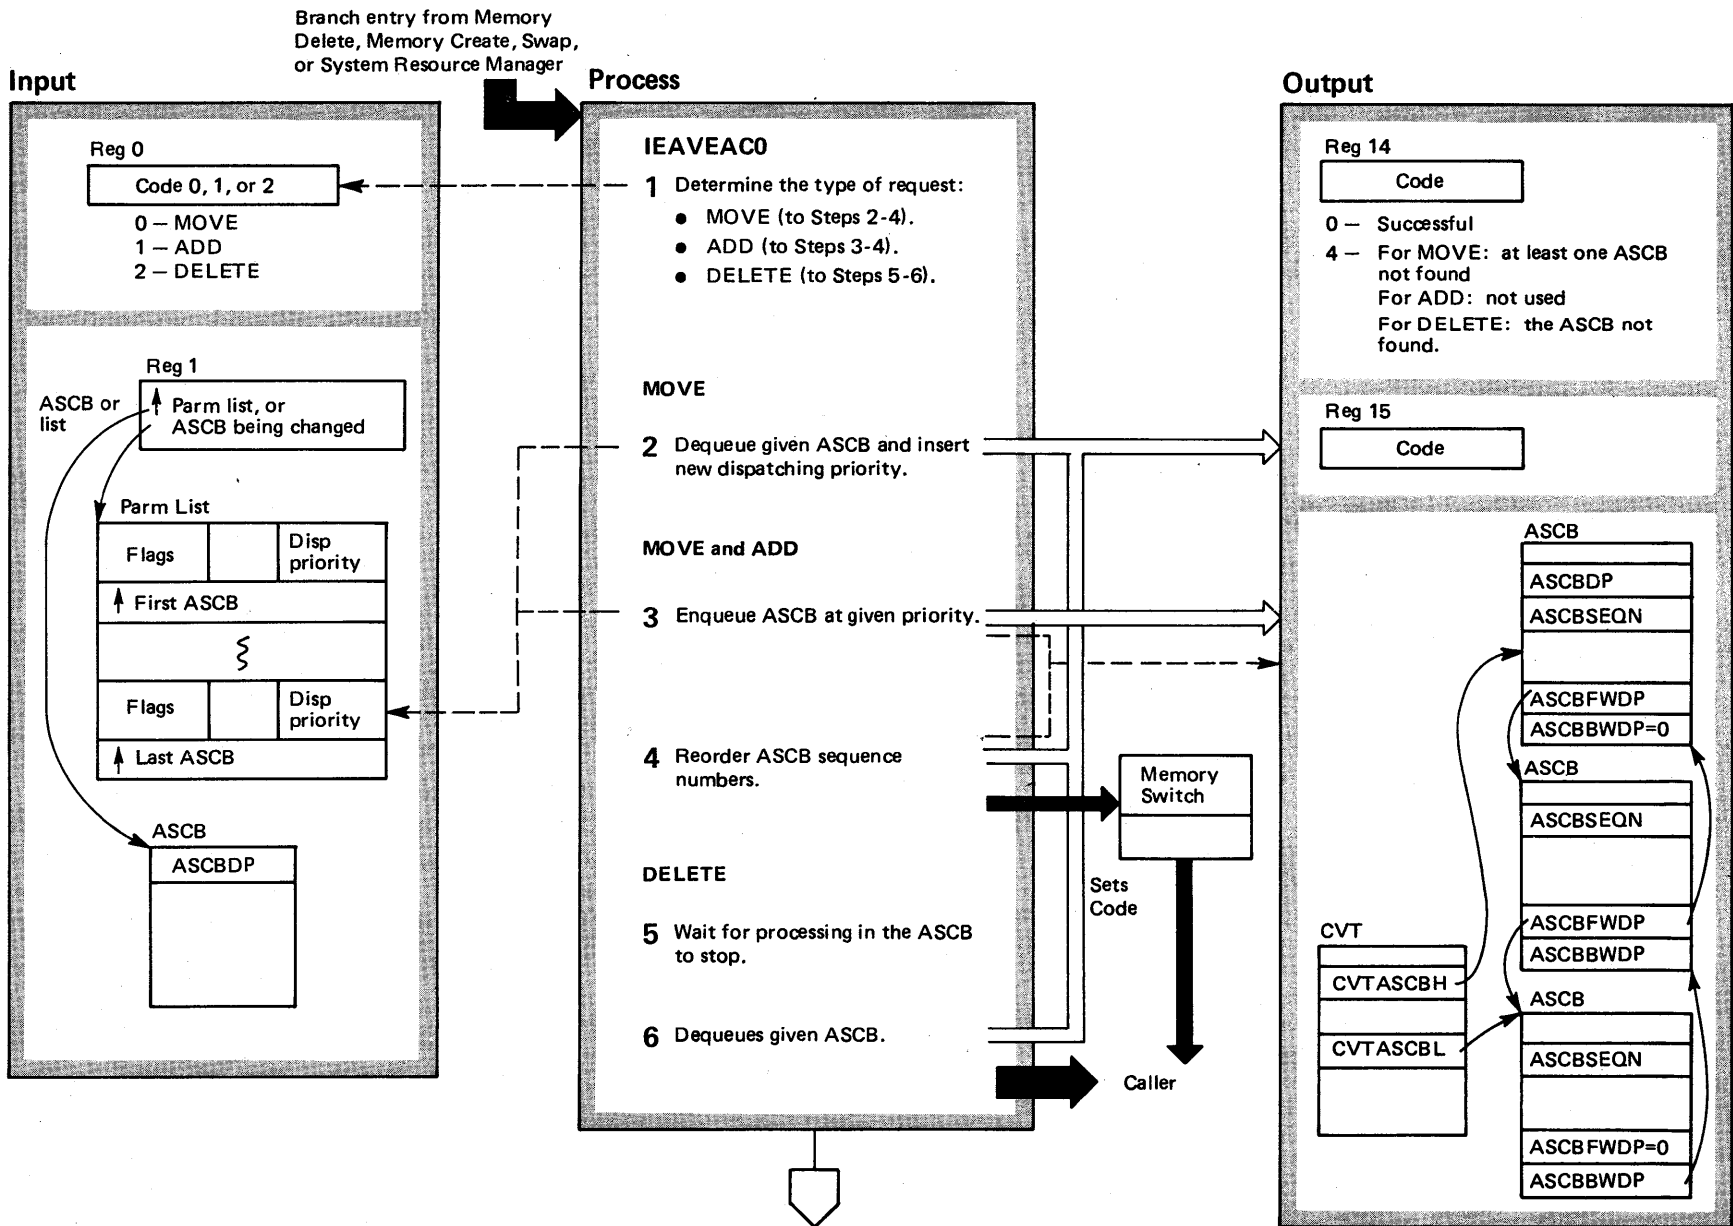 Branch entry from Memory
Delete, Memory Create, Swap,
or System Resource Manager
Input
Reg 0
Code 0, 1, or 2
0 — MOVE
1 — ADD
2 — DELETE
Reg 1
ASCB or
list
Parm list, or
ASCB being changed
Parm List
Flags
Disp
priority
First ASCB
Flags
Disp
priority
Last ASCB
ASCB
ASCBDP
Process
IEAVEAC0
1 Determine the type of request:
• MOVE (to Steps 2-4).
• ADD (to Steps 3-4).
• DELETE (to Steps 5-6).
MOVE
2 Dequeue given ASCB and insert
new dispatching priority.
MOVE and ADD
3 Enqueue ASCB at given priority.
4 Reorder ASCB sequence
numbers.
DELETE
5 Wait for processing in the ASCB
to stop.
6 Dequeues given ASCB.
Memory
Switch
Sets
Code
Caller
Output
Reg 14
Code
0 — Successful
4 — For MOVE: at least one ASCB
not found
For ADD: not used
For DELETE: the ASCB not
found.
Reg 15
Code
ASCB
ASCBDP
ASCBSEQN
ASCBFWDP
ASCBBWDP=0
ASCB
ASCBSEQN
ASCBFWDP
ASCBBWDP
CVT
CVTASCBH
CVTASCBL
ASCB
ASCBSEQN
ASCBFWDP=0
ASCBBWDP